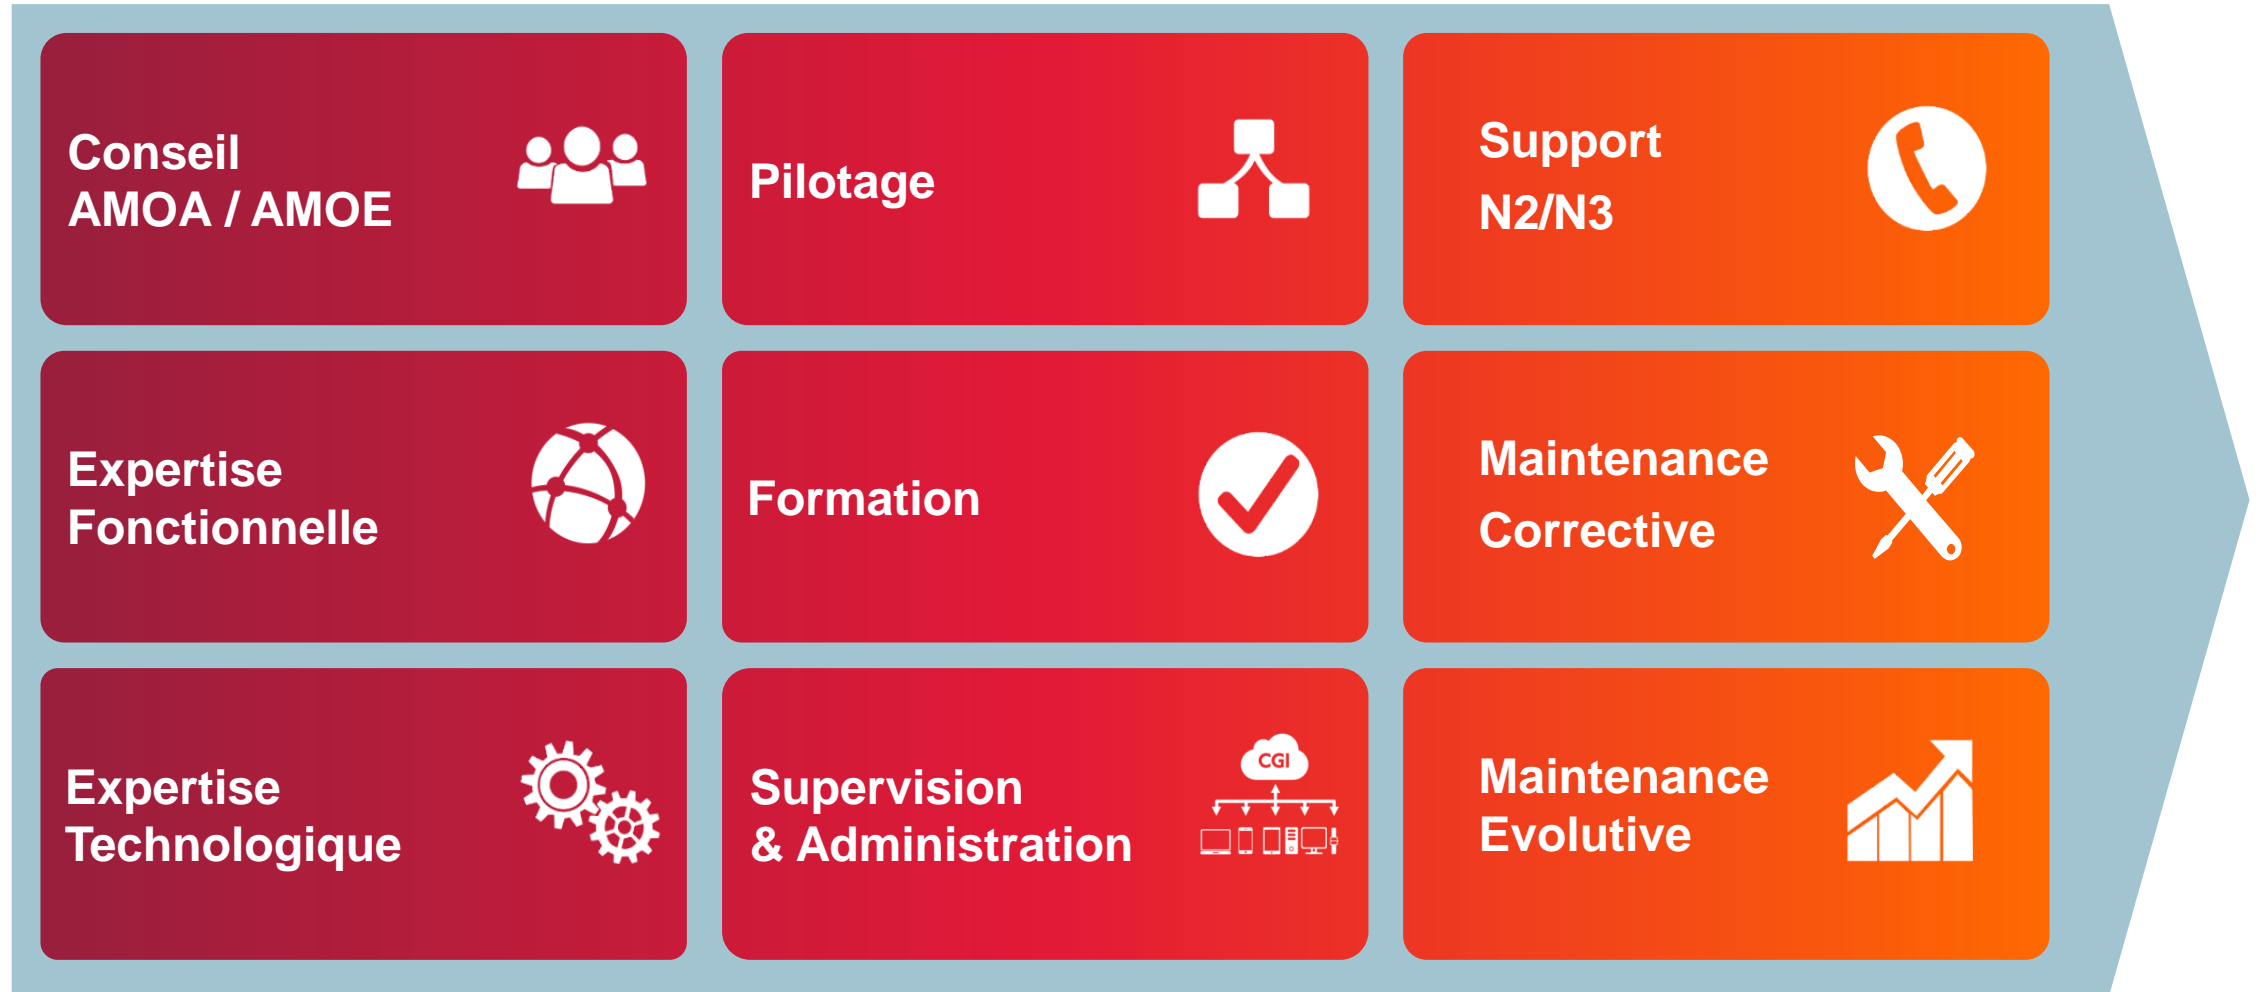 Conseil
AMOA / AMOE
Pilotage
Support
N2/N3
Expertise
Fonctionnelle
Formation
Maintenance
Corrective
Expertise
Technologique
CGI
Supervision
& Administration
Maintenance
Evolutive